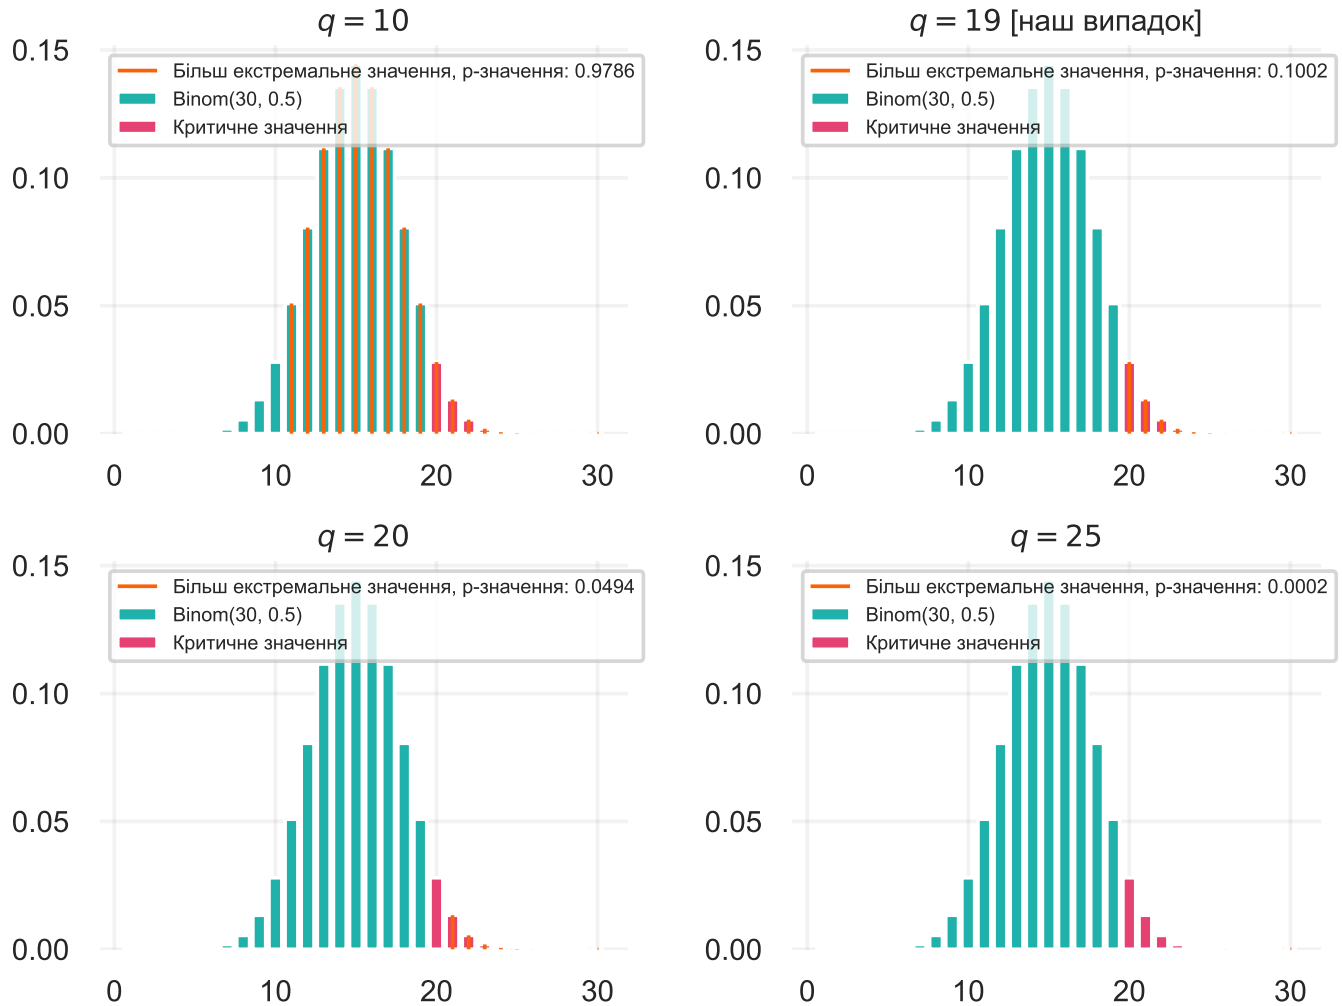 q = 10
0.15
0.10
0.05
0.00
Більш екстремальне значення, p-значення: 0.9786
Binom(30, 0.5)
Критичне значення
0 10 20 30
q = 19 [наш випадок]
0.15
0.10
0.05
0.00
Більш екстремальне значення, p-значення: 0.1002
Binom(30, 0.5)
Критичне значення
0 10 20 30
q = 20
0.15
0.10
0.05
0.00
Більш екстремальне значення, p-значення: 0.0494
Binom(30, 0.5)
Критичне значення
0 10 20 30
q = 25
0.15
0.10
0.05
0.00
Більш екстремальне значення, p-значення: 0.0002
Binom(30, 0.5)
Критичне значення
0 10 20 30